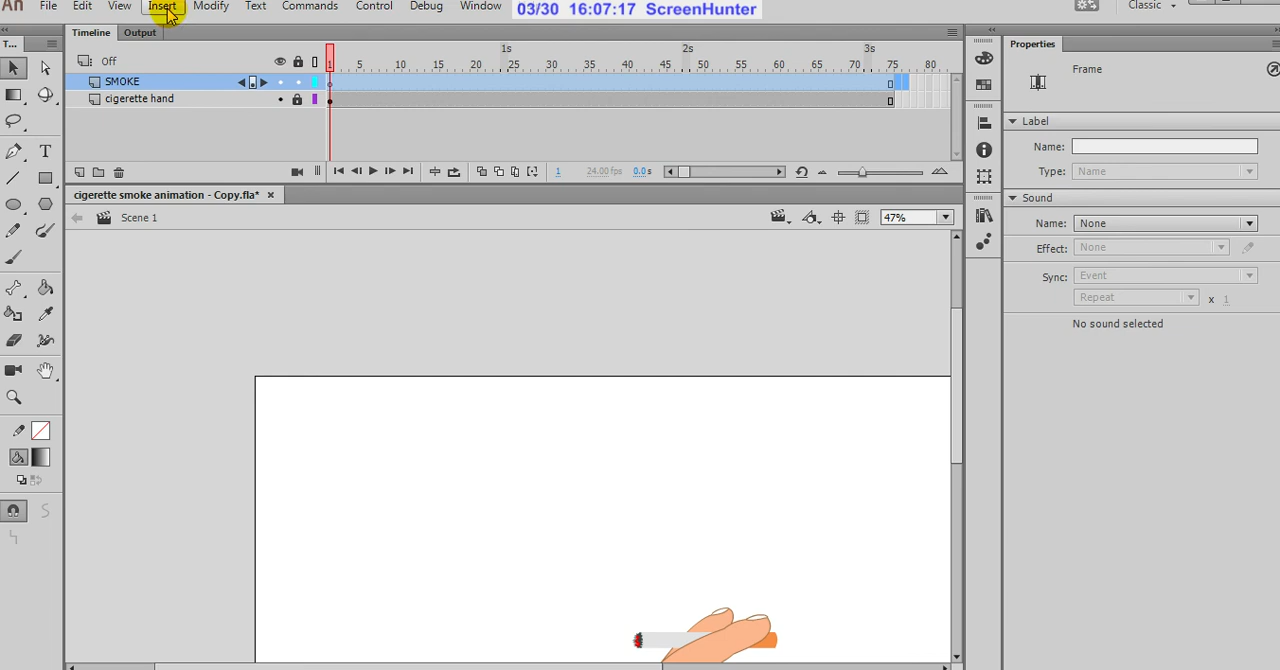 An File Edit View Insert Modify Text Commands Control Debug Window 03/30 16:07:17 ScreenHunter Classic
Timeline Output
T... Properties
Off 1s 2s 3s
1 5 10 15 20 25 30 35 40 45 50 55 60 65 70 75 80
Frame
SMOKE
cigerette hand
Label
Name:
Type: Name
1 24.00 fps 0.0 s
cigerette smoke animation - Copy.fla* ×
Sound
Scene 1 47%
Name: None
Effect: None
Sync: Event
Repeat x 1
No sound selected